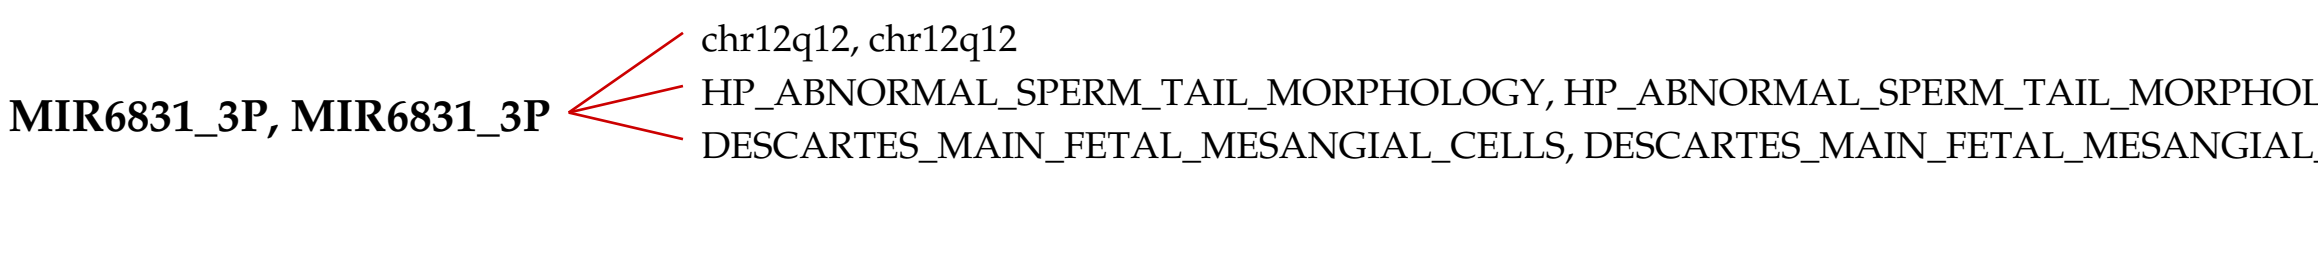 chr12q12, chr12q12
HP_ABNORMAL_SPERM_TAIL_MORPHOLOGY, HP_ABNORMAL_SPERM_TAIL_MORPHOL
MIR6831_3P, MIR6831_3P
DESCARTES_MAIN_FETAL_MESANGIAL_CELLS, DESCARTES_MAIN_FETAL_MESANGIAL_